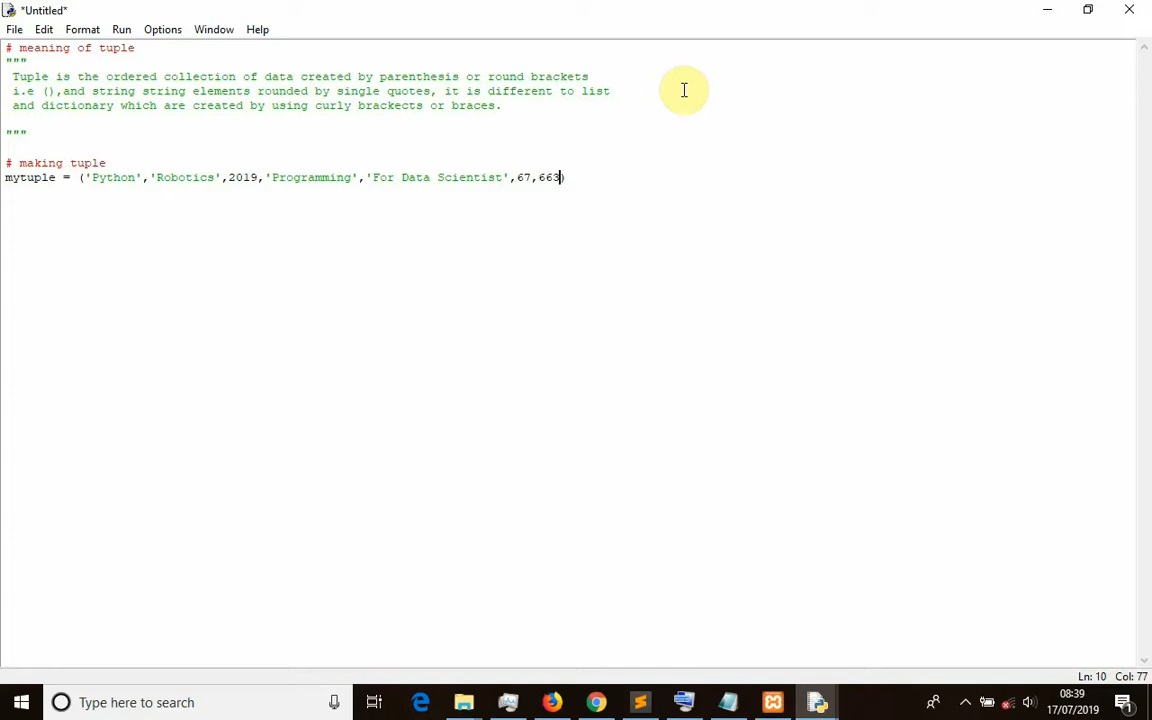 *Untitled*
File Edit Format Run Options Window Help
# meaning of tuple
"""
Tuple is the ordered collection of data created by parenthesis or round brackets
i.e (),and string string elements rounded by single quotes, it is different to list
and dictionary which are created by using curly brackects or braces.
"""
# making tuple
mytuple = ('Python','Robotics',2019,'Programming','For Data Scientist',67,663)
Ln: 10 Col: 77
Type here to search
08:39
17/07/2019
1